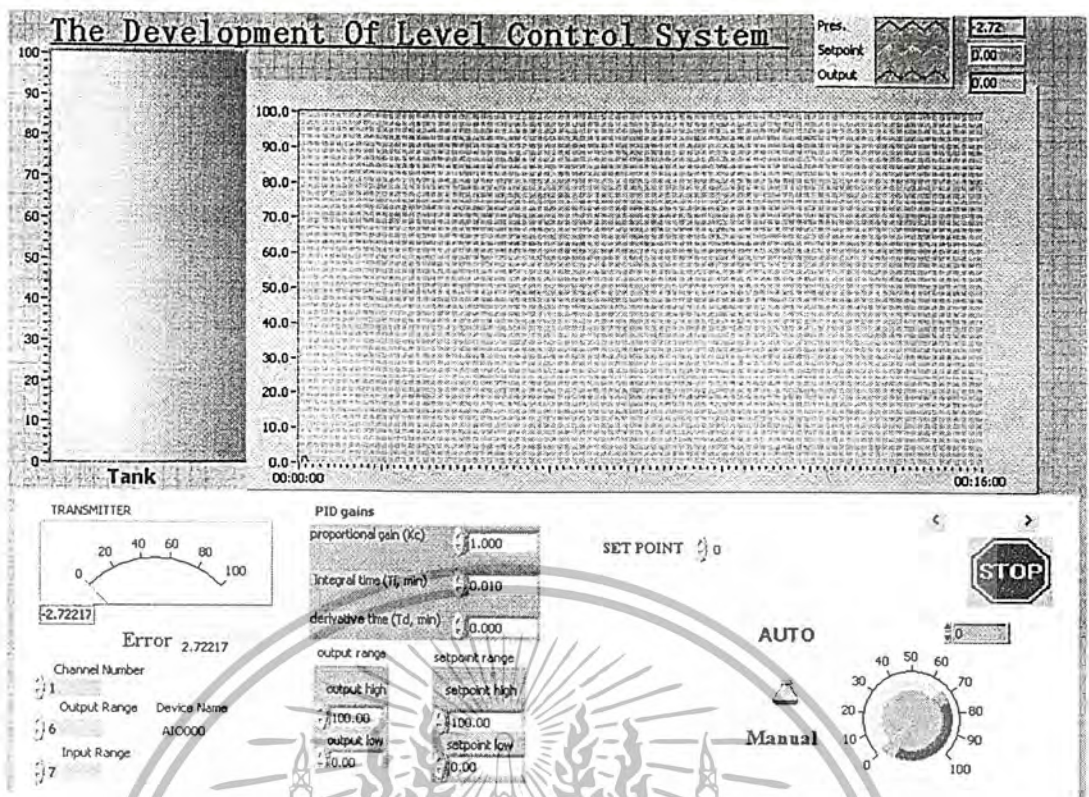 The Development Of Level Control System
Pres. -2.72
Setpoint 0.00
Output 0.00
100
90
80
70
60
50
40
30
20
10
0
Tank
100.0
90.0
80.0
70.0
60.0
50.0
40.0
30.0
20.0
10.0
0.0
00:00:00 00:16:00
TRANSMITTER
0 20 40 60 80 100
-2.72217
Error 2.72217
Channel Number
1
Output Range Device Name
6 AIO000
Input Range
7
PID gains
proportional gain (Kc) 1.000
integral time (Ti, min) 0.010
derivative time (Td, min) 0.000
output range setpoint range
output high setpoint high
100.00 100.00
output low setpoint low
0.00 0.00
SET POINT 0
< >
STOP
AUTO
Manual
0
0 10 20 30 40 50 60 70 80 90 100